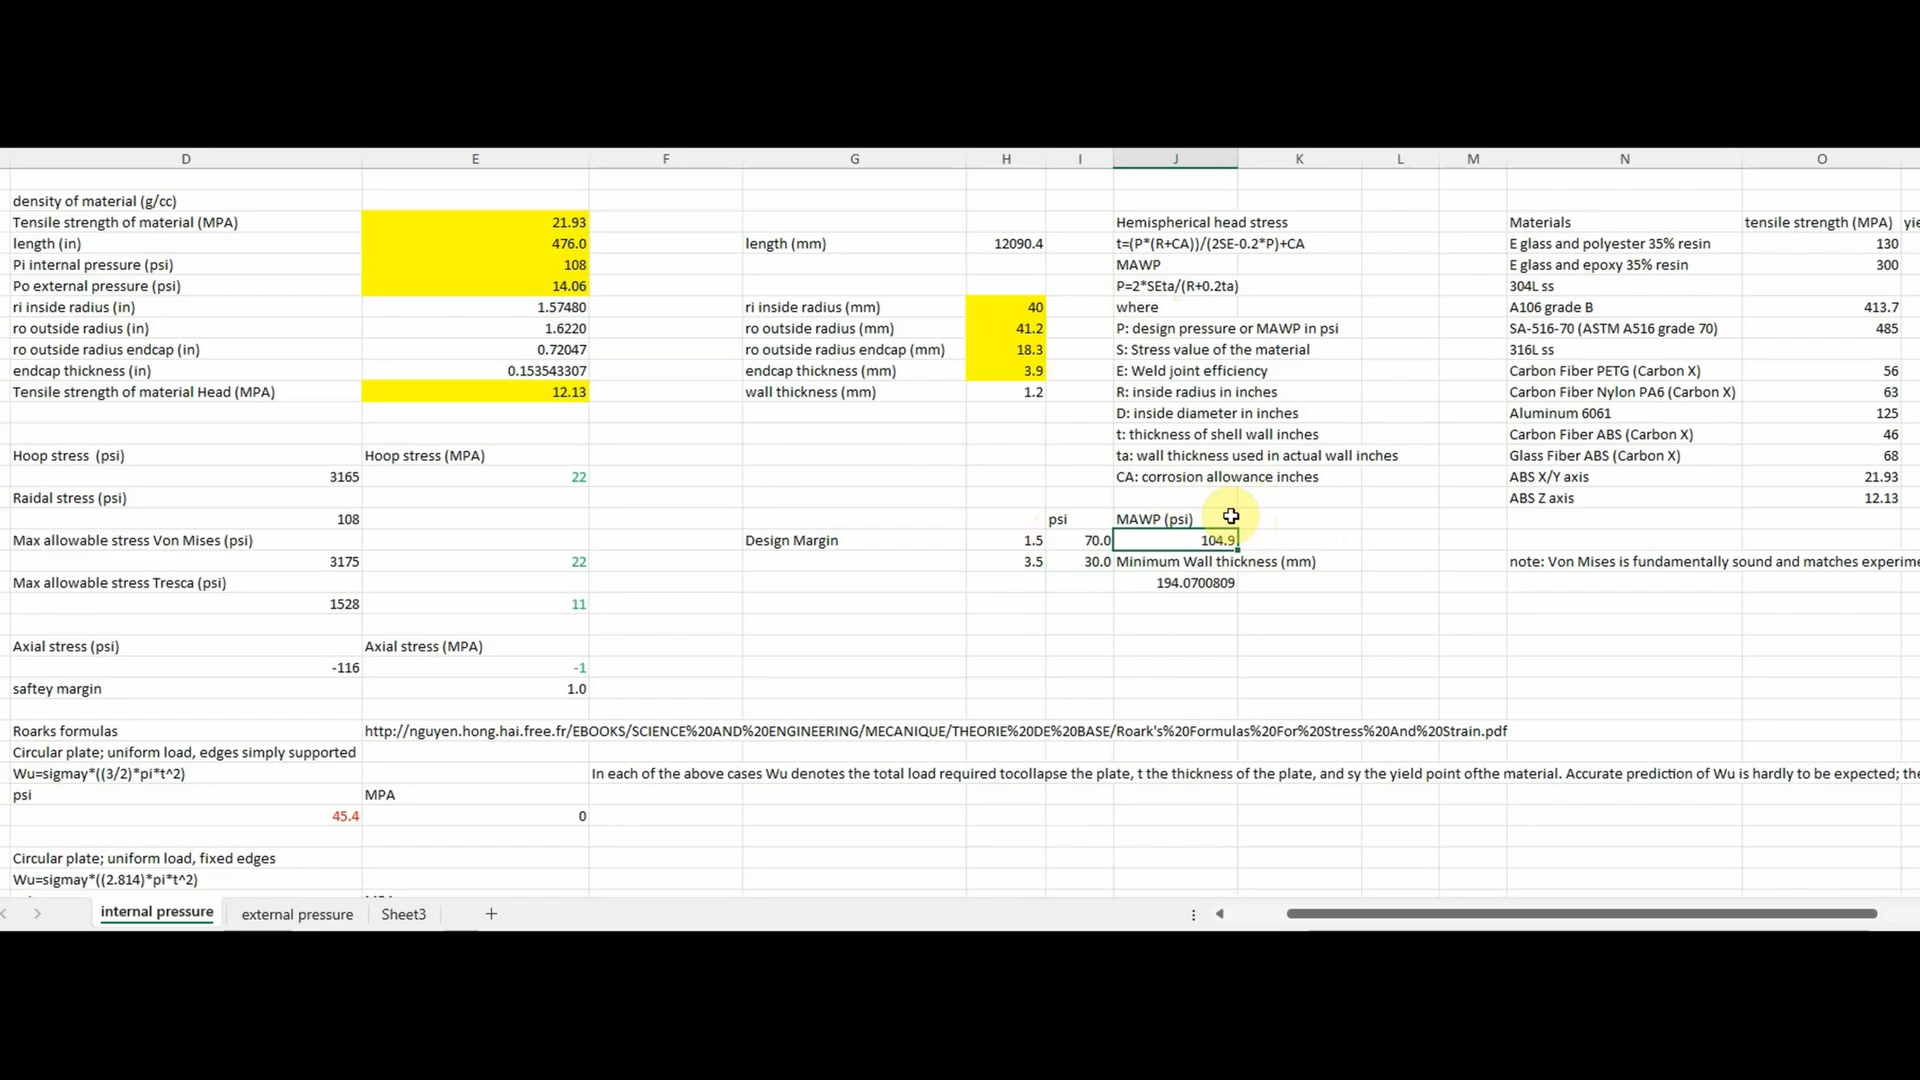 D E F G H I J K L M N O
density of material (g/cc)
Tensile strength of material (MPA) 21.93 Hemispherical head stress Materials tensile strength (MPA) yie
length (in) 476.0 length (mm) 12090.4 t=(P*(R+CA))/(2SE-0.2*P)+CA E glass and polyester 35% resin 130
Pi internal pressure (psi) 108 MAWP E glass and epoxy 35% resin 300
Po external pressure (psi) 14.06 P=2*SEta/(R+0.2ta) 304L ss
ri inside radius (in) 1.57480 ri inside radius (mm) 40 where A106 grade B 413.7
ro outside radius (in) 1.6220 ro outside radius (mm) 41.2 P: design pressure or MAWP in psi SA-516-70 (ASTM A516 grade 70) 485
ro outside radius endcap (in) 0.72047 ro outside radius endcap (mm) 18.3 S: Stress value of the material 316L ss
endcap thickness (in) 0.153543307 endcap thickness (mm) 3.9 E: Weld joint efficiency Carbon Fiber PETG (Carbon X) 56
Tensile strength of material Head (MPA) 12.13 wall thickness (mm) 1.2 R: inside radius in inches Carbon Fiber Nylon PA6 (Carbon X) 63
D: inside diameter in inches Aluminum 6061 125
t: thickness of shell wall inches Carbon Fiber ABS (Carbon X) 46
Hoop stress (psi) Hoop stress (MPA) ta: wall thickness used in actual wall inches Glass Fiber ABS (Carbon X) 68
3165 22 CA: corrosion allowance inches ABS X/Y axis 21.93
Raidal stress (psi) ABS Z axis 12.13
108 psi MAWP (psi)
Max allowable stress Von Mises (psi) Design Margin 1.5 70.0 104.9
3175 22 3.5 30.0 Minimum Wall thickness (mm) note: Von Mises is fundamentally sound and matches experime
Max allowable stress Tresca (psi) 194.0700809
1528 11
Axial stress (psi) Axial stress (MPA)
-116 -1
saftey margin 1.0
Roarks formulas http://nguyen.hong.hai.free.fr/EBOOKS/SCIENCE%20AND%20ENGINEERING/MECANIQUE/THEORIE%20DE%20BASE/Roark's%20Formulas%20For%20Stress%20And%20Strain.pdf
Circular plate; uniform load, edges simply supported
Wu=sigmay*((3/2)*pi*t^2) In each of the above cases Wu denotes the total load required tocollapse the plate, t the thickness of the plate, and sy the yield point ofthe material. Accurate prediction of Wu is hardly to be expected; the
psi MPA
45.4 0
Circular plate; uniform load, fixed edges
Wu=sigmay*((2.814)*pi*t^2)
internal pressure external pressure Sheet3